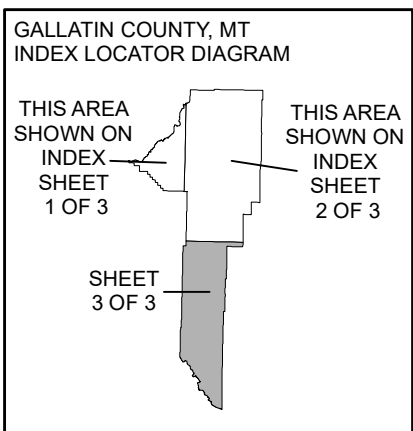 GALLATIN COUNTY, MT
INDEX LOCATOR DIAGRAM
THIS AREA
SHOWN ON
INDEX
SHEET
1 OF 3
THIS AREA
SHOWN ON
INDEX
SHEET
2 OF 3
SHEET
3 OF 3